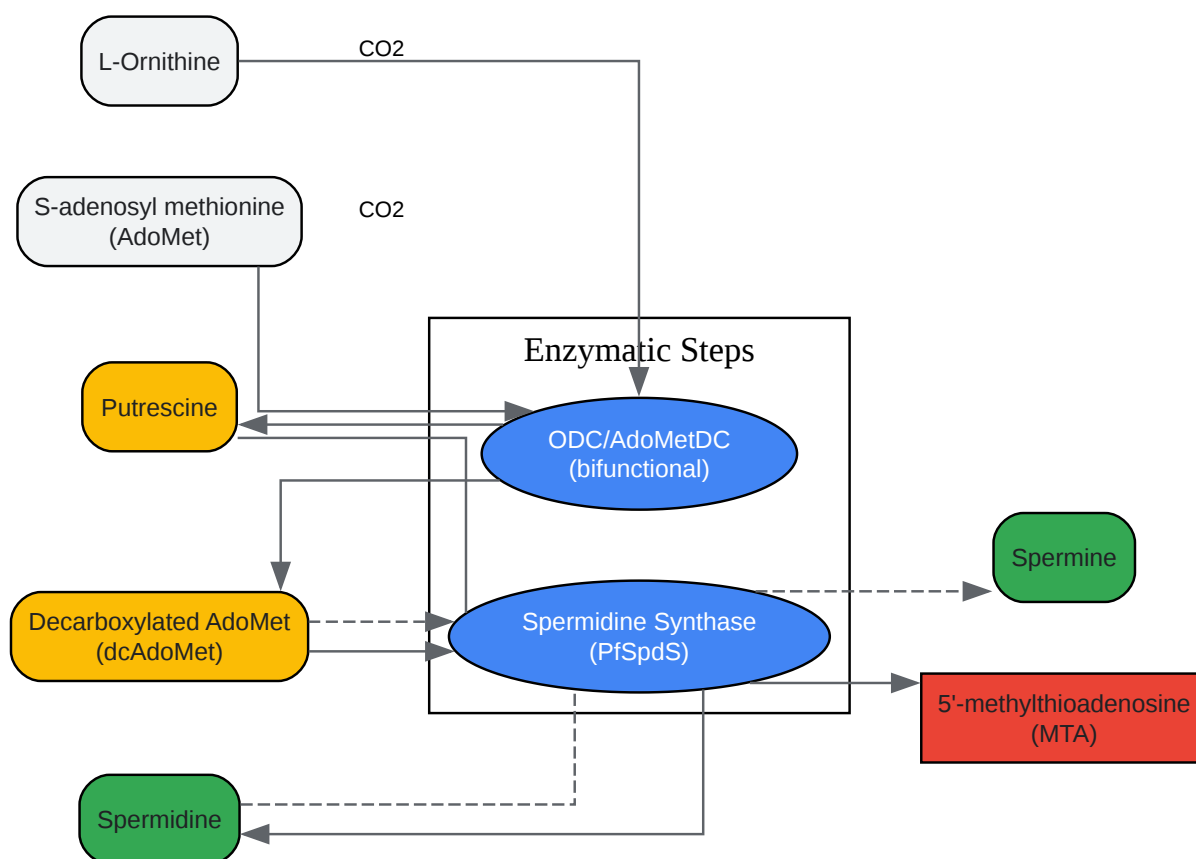 L-Ornithine
CO2
S-adenosyl methionine
(AdoMet)
CO2
Enzymatic Steps
Putrescine
ODC/AdoMetDC
(bifunctional)
Spermine
Decarboxylated AdoMet
(dcAdoMet)
Spermidine Synthase
(PfSpdS)
5'-methylthioadenosine
(MTA)
Spermidine